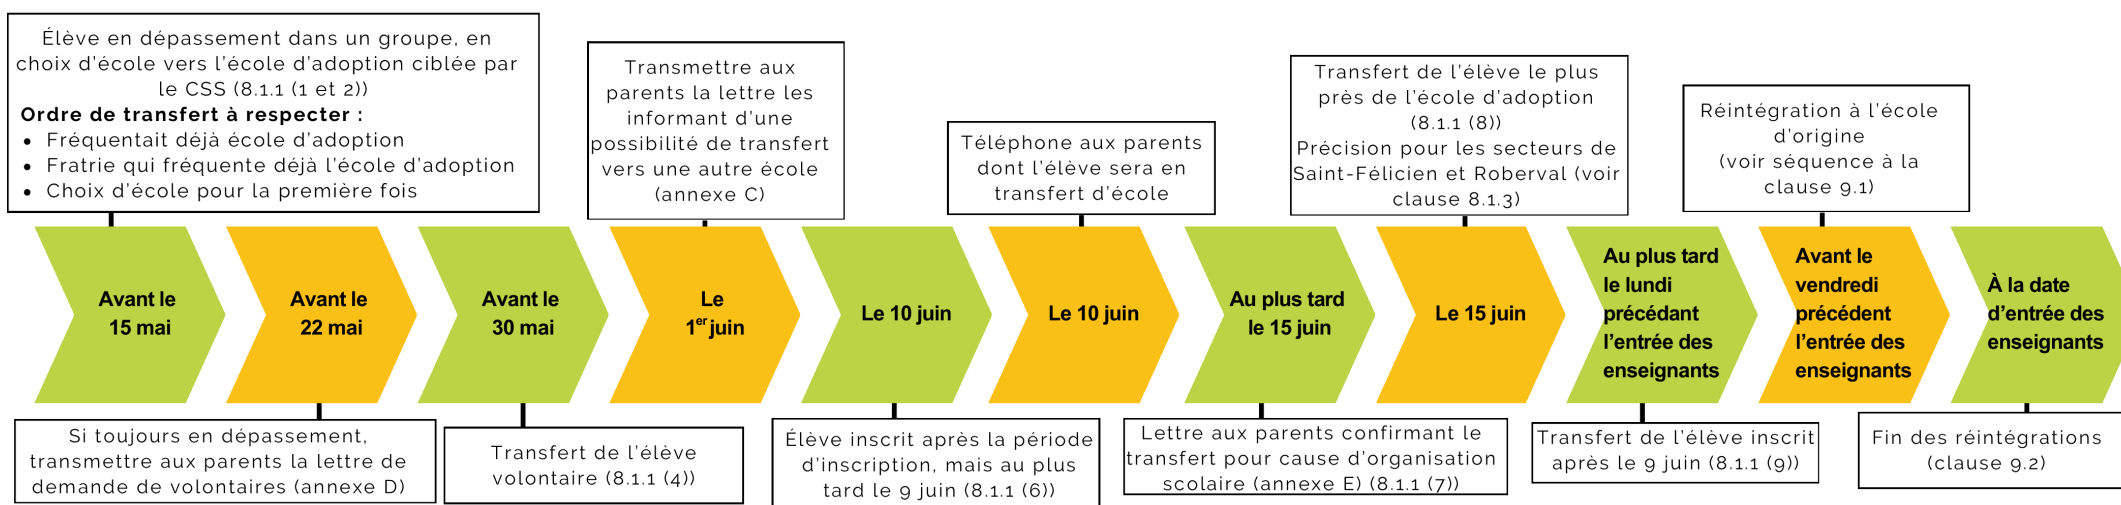 Élève en dépassement dans un groupe, en
choix d'école vers l'école d'adoption ciblée par
le CSS (8.1.1 (1 et 2))
Ordre de transfert à respecter :
• Fréquentait déjà école d'adoption
• Fratrie qui fréquente déjà l'école d'adoption
• Choix d'école pour la première fois
Transmettre aux
parents la lettre les
informant d'une
possibilité de transfert
vers une autre école
(annexe C)
Téléphone aux parents
dont l'élève sera en
transfert d'école
Transfert de l'élève le plus
près de l'école d'adoption
(8.1.1 (8))
Précision pour les secteurs de
Saint-Félicien et Roberval (voir
clause 8.1.3)
Réintégration à l'école
d'origine
(voir séquence à la
clause 9.1)
Avant le
15 mai
Avant le
22 mai
Avant le
30 mai
Le
1er juin
Le 10 juin
Le 10 juin
Au plus tard
le 15 juin
Le 15 juin
Au plus tard
le lundi
précédant
l'entrée des
enseignants
Avant le
vendredi
précédent
l'entrée des
enseignants
À la date
d'entrée des
enseignants
Si toujours en dépassement,
transmettre aux parents la lettre de
demande de volontaires (annexe D)
Transfert de l'élève
volontaire (8.1.1 (4))
Élève inscrit après la période
d'inscription, mais au plus
tard le 9 juin (8.1.1 (6))
Lettre aux parents confirmant le
transfert pour cause d'organisation
scolaire (annexe E) (8.1.1 (7))
Transfert de l'élève inscrit
après le 9 juin (8.1.1 (9))
Fin des réintégrations
(clause 9.2)